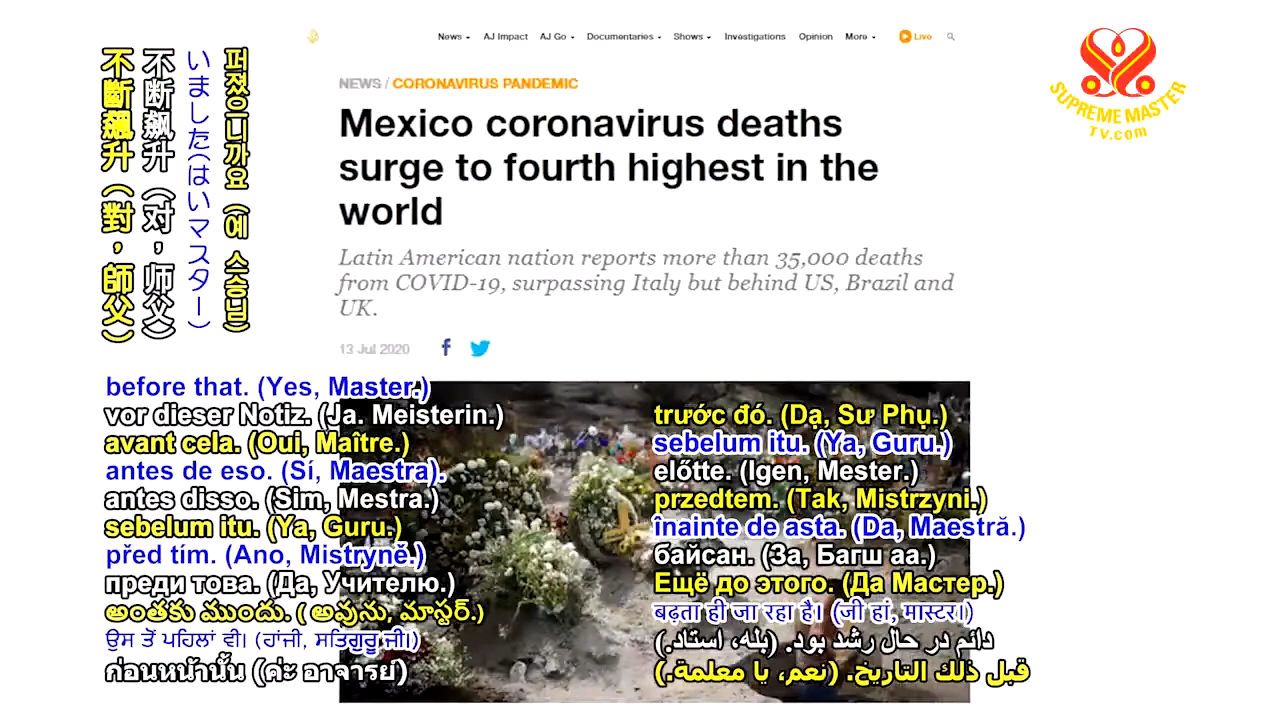 不斷飆升（對，師父）
不断飙升（对，师父）
いました(はいマスター)
퍼졌으니까요 (예 스승님)
News AJ Impact AJ Go Documentaries Shows Investigations Opinion More Live
SUPREME MASTER
TV.com
NEWS / CORONAVIRUS PANDEMIC
Mexico coronavirus deaths
surge to fourth highest in the
world
Latin American nation reports more than 35,000 deaths
from COVID-19, surpassing Italy but behind US, Brazil and
UK.
13 Jul 2020
before that. (Yes, Master.)
vor dieser Notiz. (Ja. Meisterin.)
avant cela. (Oui, Maître.)
antes de eso. (Sí, Maestra).
antes disso. (Sim, Mestra.)
sebelum itu. (Ya, Guru.)
před tím. (Ano, Mistryně.)
преди това. (Да, Учителю.)
అంతకు ముందు. ( అవును, మాస్టర్.)
ਉਸ ਤੋਂ ਪਹਿਲਾਂ ਵੀ। (ਹਾਂਜੀ, ਸਤਿਗੁਰੂ ਜੀ।)
ก่อนหน้านั้น (ค่ะ อาจารย์)
trước đó. (Dạ, Sư Phụ.)
sebelum itu. (Ya, Guru.)
előtte. (Igen, Mester.)
przedtem. (Tak, Mistrzyni.)
înainte de asta. (Da, Maestră.)
байсан. (За, Багш аа.)
Ещё до этого. (Да Мастер.)
बढ़ता ही जा रहा है। (जी हां, मास्टर।)
دائم در حال رشد بود. (بله، استاد.)
قبل ذلك التاريخ. (نعم، يا معلمة.)